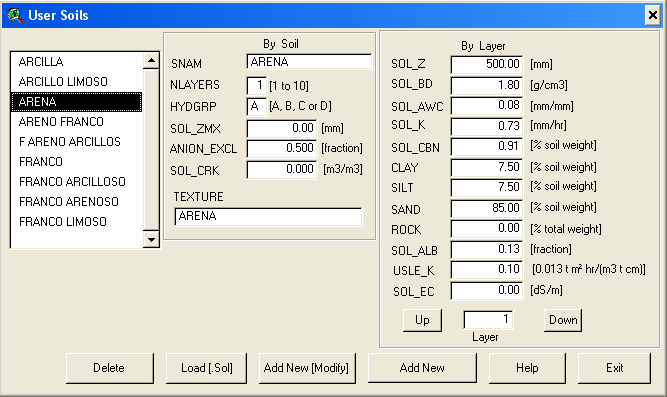 User Soils
ARCILLA
ARCILLO LIMOSO
ARENA
ARENO FRANCO
F ARENO ARCILLOS
FRANCO
FRANCO ARCILLOSO
FRANCO ARENOSO
FRANCO LIMOSO
By Soil
SNAM ARENA
NLAYERS 1 [1 to 10]
HYDGRP A [A, B, C or D]
SOL_ZMX 0.00 [mm]
ANION_EXCL 0.500 [fraction]
SOL_CRK 0.000 [m3/m3]
TEXTURE
ARENA
By Layer
SOL_Z 500.00 [mm]
SOL_BD 1.80 [g/cm3]
SOL_AWC 0.08 [mm/mm]
SOL_K 0.73 [mm/hr]
SOL_CBN 0.91 [% soil weight]
CLAY 7.50 [% soil weight]
SILT 7.50 [% soil weight]
SAND 85.00 [% soil weight]
ROCK 0.00 [% total weight]
SOL_ALB 0.13 [fraction]
USLE_K 0.10 [0.013 t m² hr/(m3 t cm)]
SOL_EC 0.00 [dS/m]
Up 1 Down
Layer
Delete Load [.Sol] Add New [Modify] Add New Help Exit